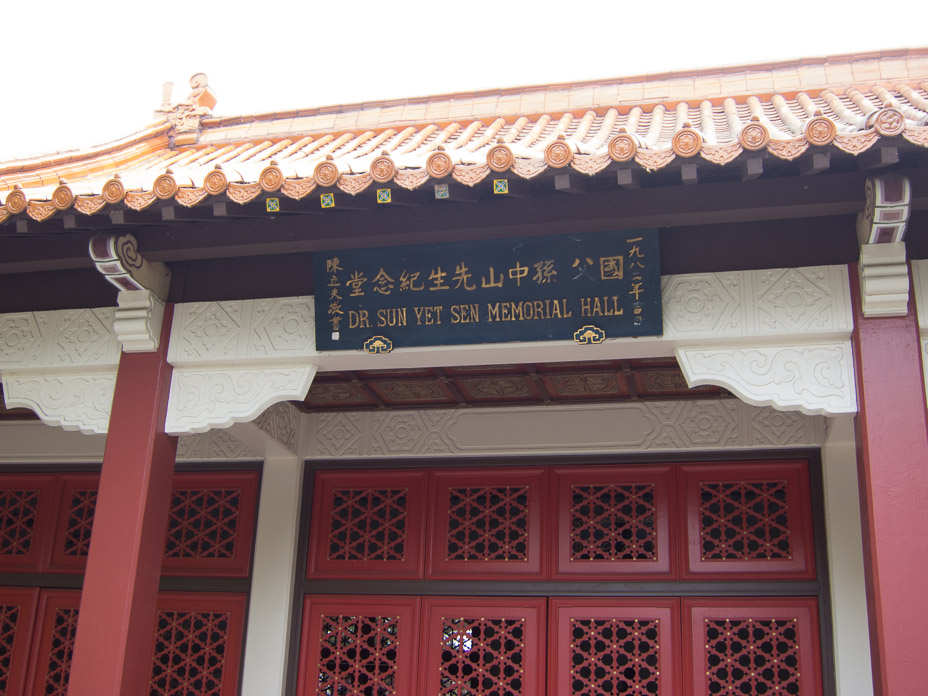 一九八二年
國父 孫中山先生紀念堂
陳立夫敬書
DR. SUN YET SEN MEMORIAL HALL